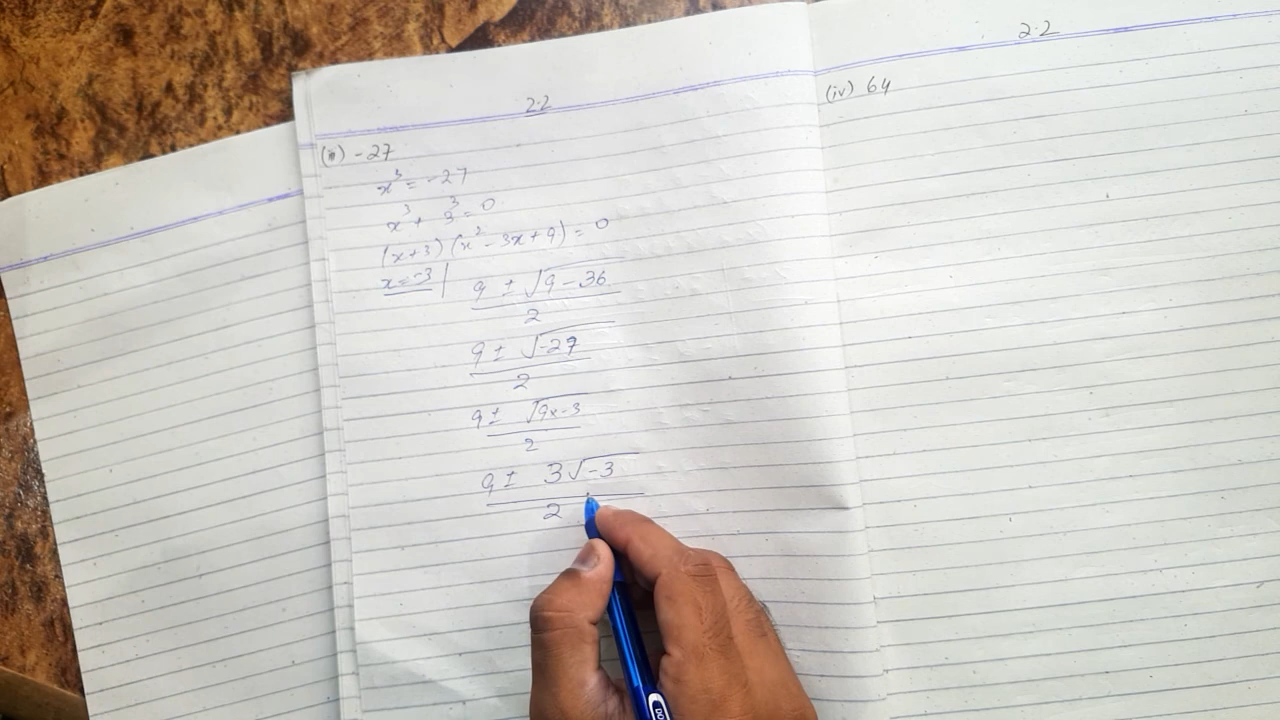 2.2
(ii) -27
x³ = -27
x³ + 3³ = 0
(x+3) (x² - 3x + 9) = 0
x = -3 | 9 ± √9-36
2
9 ± √-27
2
9 ± √9x-3
2
9 ± 3√-3
2
2.2
(iv) 64